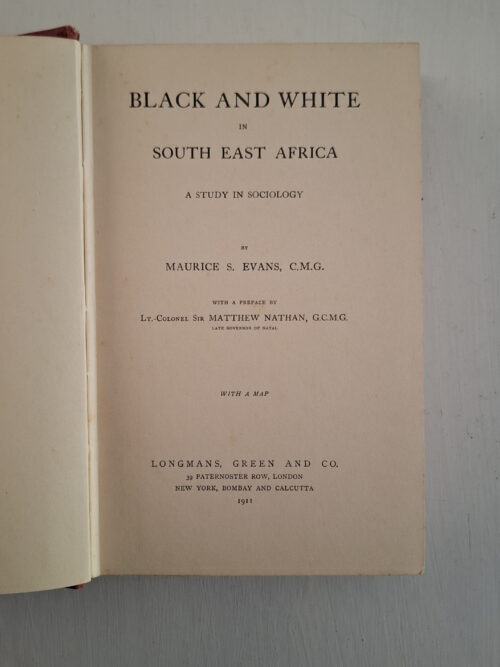 BLACK AND WHITE
IN
SOUTH EAST AFRICA
A STUDY IN SOCIOLOGY
BY
MAURICE S. EVANS, C.M.G.
WITH A PREFACE BY
LT.-COLONEL SIR MATTHEW NATHAN, G.C.M.G.
LATE GOVERNOR OF NATAL
WITH A MAP
LONGMANS, GREEN AND CO.
39 PATERNOSTER ROW, LONDON
NEW YORK, BOMBAY AND CALCUTTA
1911